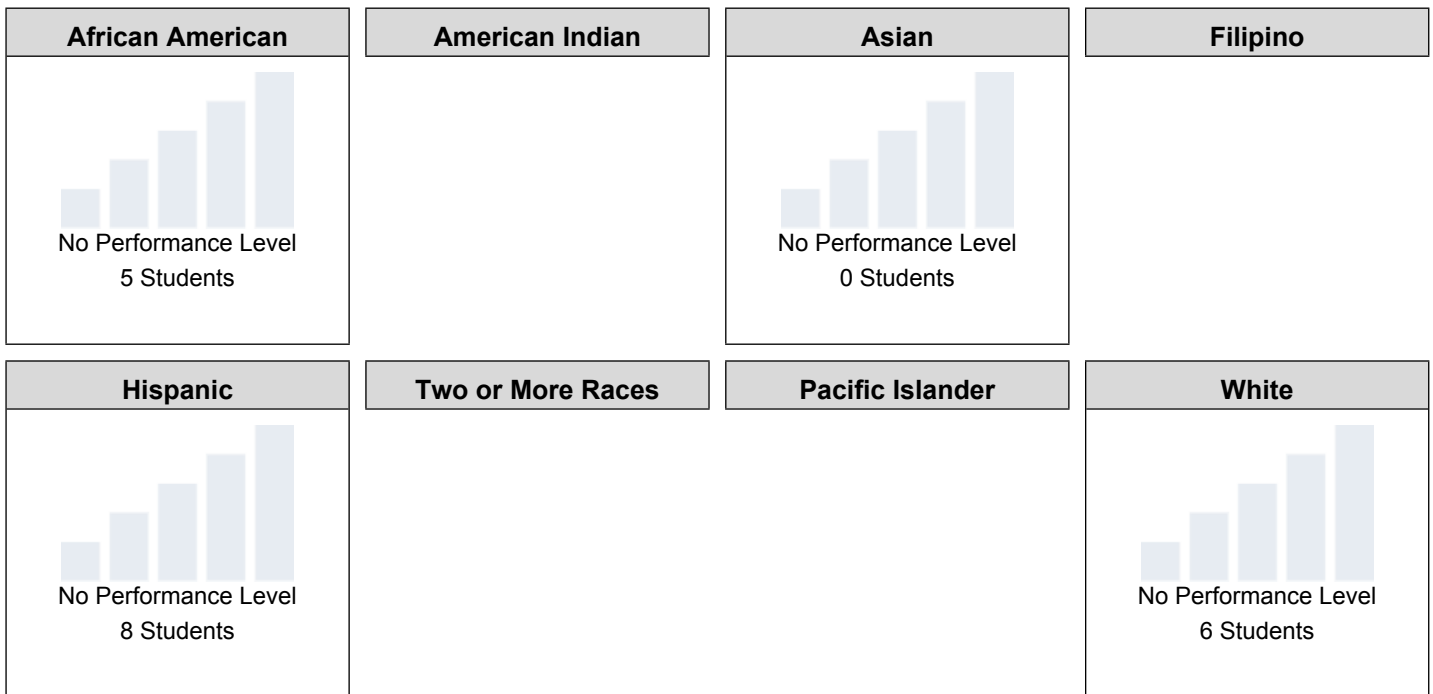 African American
American Indian
Asian
Filipino
No Performance Level
5 Students
No Performance Level
0 Students
Hispanic
Two or More Races
Pacific Islander
White
No Performance Level
8 Students
No Performance Level
6 Students